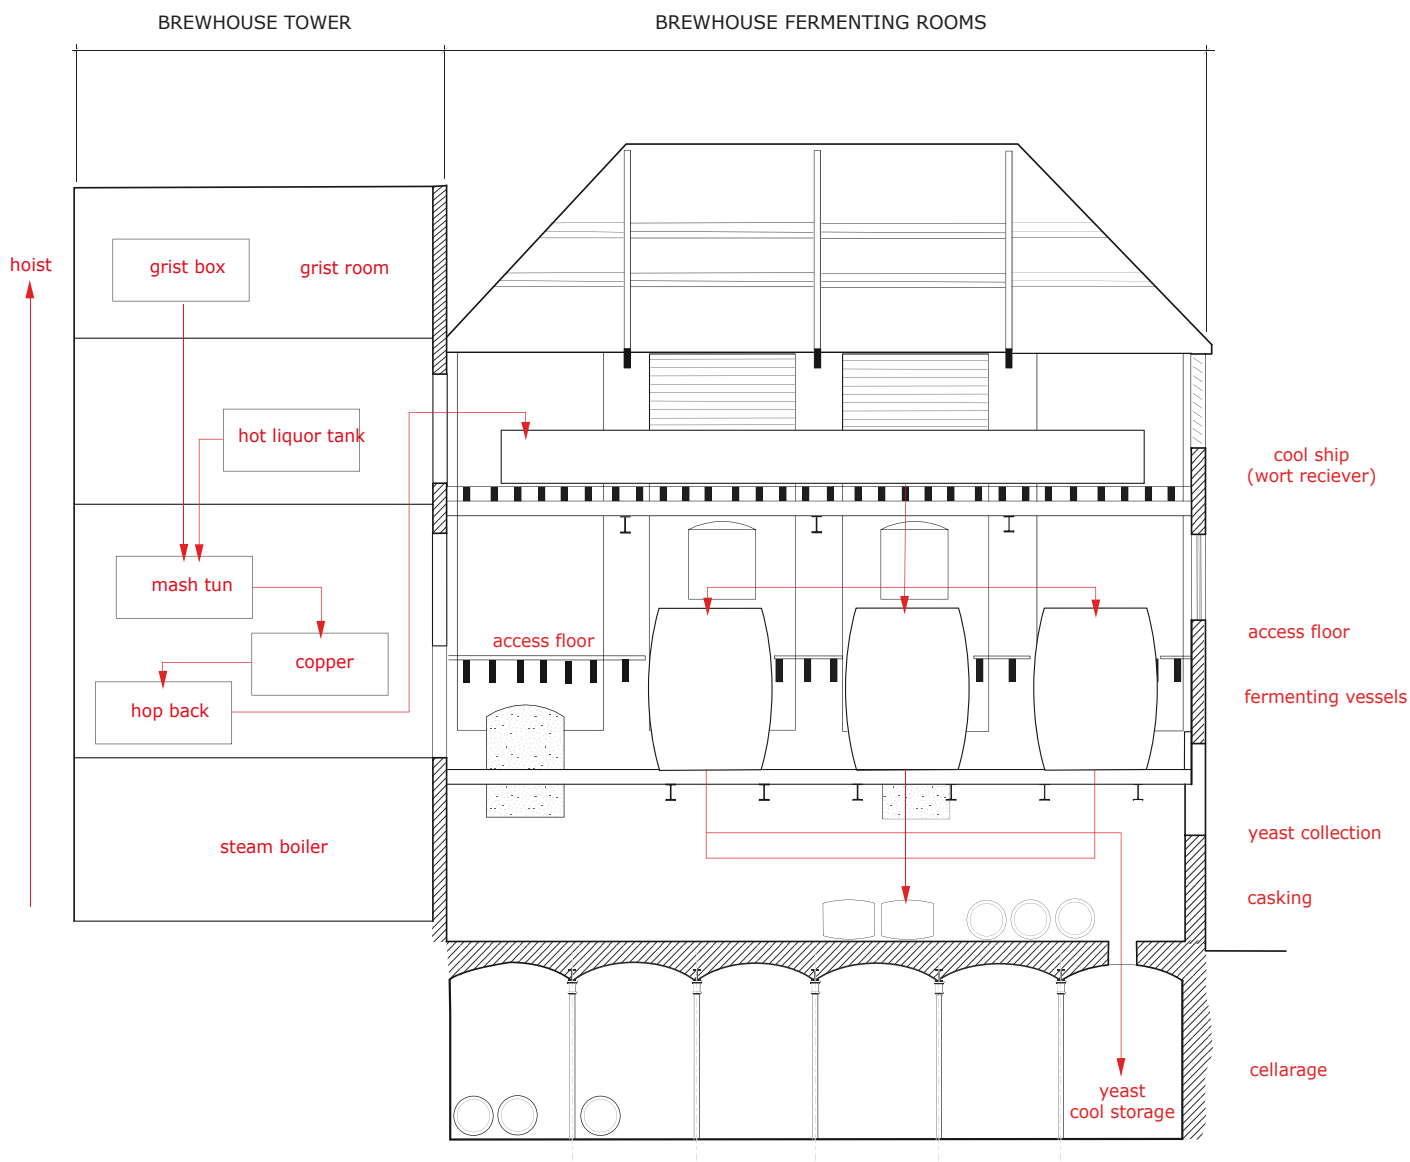 BREWHOUSE TOWER
BREWHOUSE FERMENTING ROOMS
hoist
grist box
grist room
hot liquor tank
cool ship
(wort reciever)
mash tun
access floor
access floor
copper
fermenting vessels
hop back
steam boiler
yeast collection
casking
cellarage
yeast
cool storage